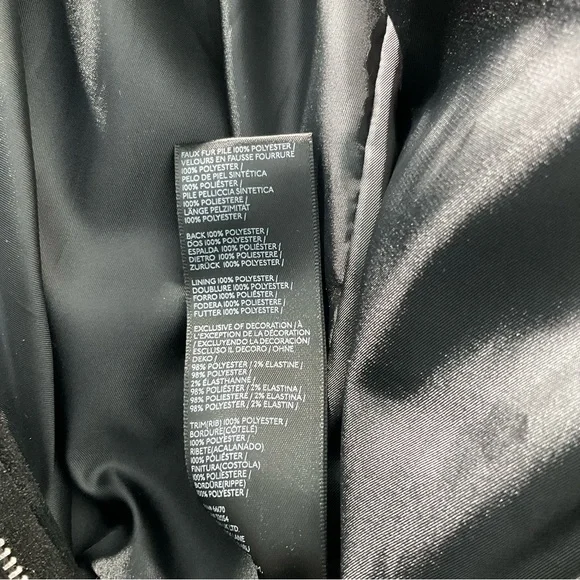 FAUX FUR PILE 100% POLYESTER /
VELOURS EN FAUSSE FOURRURE
100% POLYESTER /
PELO DE PIEL SINTÉTICA
100% POLIÉSTER /
PILE PELLICCIA SINTETICA
100% POLIESTERE /
LÄNGE PELZIMITAT
100% POLYESTER /
BACK 100% POLYESTER /
DOS 100% POLYESTER /
ESPALDA 100% POLIÉSTER /
DIETRO 100% POLIESTERE /
ZURÜCK 100% POLYESTER /
LINING 100% POLYESTER /
DOUBLURE 100% POLYESTER /
FORRO 100% POLIÉSTER /
FODERA 100% POLIESTERE /
FUTTER 100% POLYESTER /
EXCLUSIVE OF DECORATION / À
L'EXCEPTION DE LA DÉCORATION
/ EXCLUYENDO LA DECORACIÓN /
ESCLUSO IL DECORO / OHNE
DEKO /
98% POLYESTER / 2% ELASTINE /
98% POLYESTER /
2% ÉLASTHANNE /
98% POLIÉSTER / 2% ELASTINA /
98% POLIESTERE / 2% ELASTINA /
98% POLYESTER / 2% ELASTIN /
TRIM(RIB) 100% POLYESTER /
BORDURE(CÔTELÉ)
100% POLYESTER /
RIBETE(ACALANADO)
100% POLIÉSTER /
FINITURA(COSTOLA)
100% POLIESTERE /
BORDÜRE(RIPPE)
100% POLYESTER /
LTD.